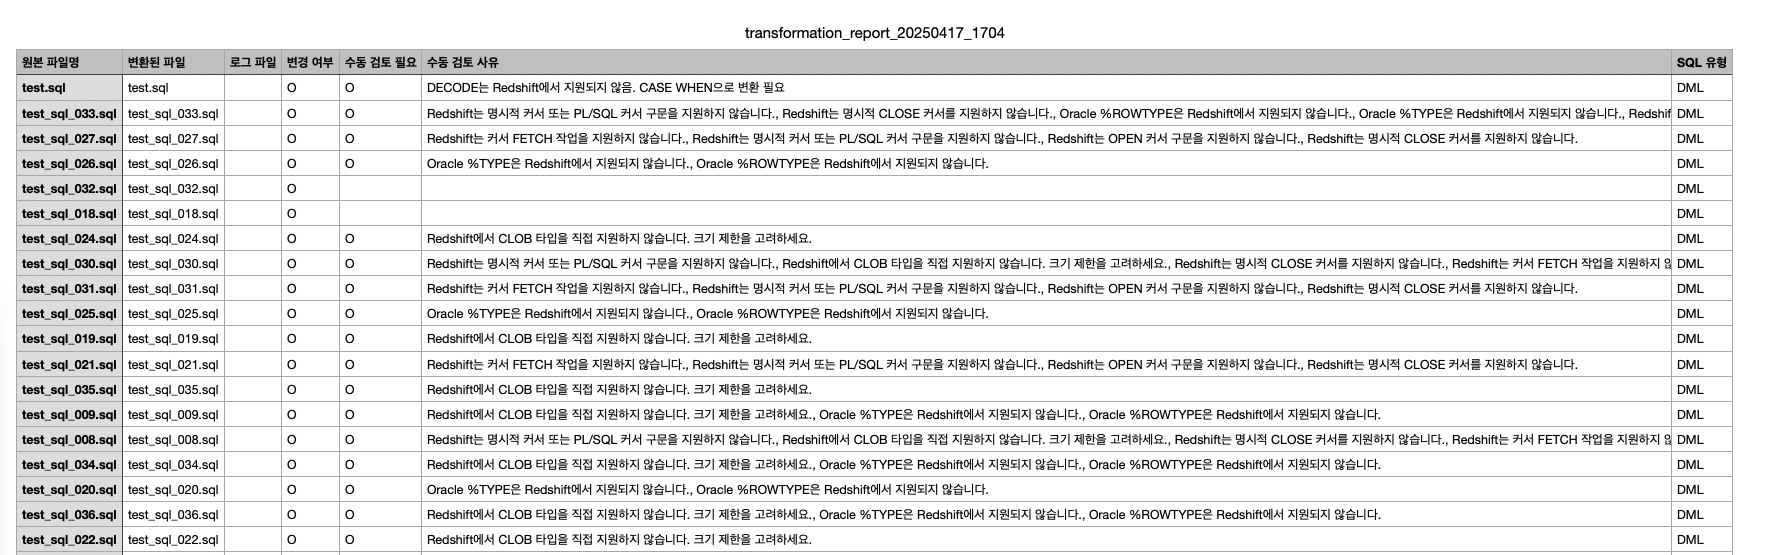 transformation_report_20250417_1704
원본 파일명 변환된 파일 로그 파일 변경 여부 수동 검토 필요 수동 검토 사유 SQL 유형
test.sql test.sql O O DECODE는 Redshift에서 지원되지 않음. CASE WHEN으로 변환 필요 DML
test_sql_033.sql test_sql_033.sql O O Redshift는 명시적 커서 또는 PL/SQL 커서 구문을 지원하지 않습니다., Redshift는 명시적 CLOSE 커서를 지원하지 않습니다., Oracle %ROWTYPE은 Redshift에서 지원되지 않습니다., Oracle %TYPE은 Redshift에서 지원되지 않습니다., Redshif DML
test_sql_027.sql test_sql_027.sql O O Redshift는 커서 FETCH 작업을 지원하지 않습니다., Redshift는 명시적 커서 또는 PL/SQL 커서 구문을 지원하지 않습니다., Redshift는 OPEN 커서 구문을 지원하지 않습니다., Redshift는 명시적 CLOSE 커서를 지원하지 않습니다. DML
test_sql_026.sql test_sql_026.sql O O Oracle %TYPE은 Redshift에서 지원되지 않습니다., Oracle %ROWTYPE은 Redshift에서 지원되지 않습니다. DML
test_sql_032.sql test_sql_032.sql O DML
test_sql_018.sql test_sql_018.sql O DML
test_sql_024.sql test_sql_024.sql O O Redshift에서 CLOB 타입을 직접 지원하지 않습니다. 크기 제한을 고려하세요. DML
test_sql_030.sql test_sql_030.sql O O Redshift는 명시적 커서 또는 PL/SQL 커서 구문을 지원하지 않습니다., Redshift에서 CLOB 타입을 직접 지원하지 않습니다. 크기 제한을 고려하세요., Redshift는 명시적 CLOSE 커서를 지원하지 않습니다., Redshift는 커서 FETCH 작업을 지원하지 DML
test_sql_031.sql test_sql_031.sql O O Redshift는 커서 FETCH 작업을 지원하지 않습니다., Redshift는 명시적 커서 또는 PL/SQL 커서 구문을 지원하지 않습니다., Redshift는 OPEN 커서 구문을 지원하지 않습니다., Redshift는 명시적 CLOSE 커서를 지원하지 않습니다. DML
test_sql_025.sql test_sql_025.sql O O Oracle %TYPE은 Redshift에서 지원되지 않습니다., Oracle %ROWTYPE은 Redshift에서 지원되지 않습니다. DML
test_sql_019.sql test_sql_019.sql O O Redshift에서 CLOB 타입을 직접 지원하지 않습니다. 크기 제한을 고려하세요. DML
test_sql_021.sql test_sql_021.sql O O Redshift는 커서 FETCH 작업을 지원하지 않습니다., Redshift는 명시적 커서 또는 PL/SQL 커서 구문을 지원하지 않습니다., Redshift는 OPEN 커서 구문을 지원하지 않습니다., Redshift는 명시적 CLOSE 커서를 지원하지 않습니다. DML
test_sql_035.sql test_sql_035.sql O O Redshift에서 CLOB 타입을 직접 지원하지 않습니다. 크기 제한을 고려하세요. DML
test_sql_009.sql test_sql_009.sql O O Redshift에서 CLOB 타입을 직접 지원하지 않습니다. 크기 제한을 고려하세요., Oracle %TYPE은 Redshift에서 지원되지 않습니다., Oracle %ROWTYPE은 Redshift에서 지원되지 않습니다. DML
test_sql_008.sql test_sql_008.sql O O Redshift는 명시적 커서 또는 PL/SQL 커서 구문을 지원하지 않습니다., Redshift에서 CLOB 타입을 직접 지원하지 않습니다. 크기 제한을 고려하세요., Redshift는 명시적 CLOSE 커서를 지원하지 않습니다., Redshift는 커서 FETCH 작업을 지원하지 DML
test_sql_034.sql test_sql_034.sql O O Redshift에서 CLOB 타입을 직접 지원하지 않습니다. 크기 제한을 고려하세요., Oracle %TYPE은 Redshift에서 지원되지 않습니다., Oracle %ROWTYPE은 Redshift에서 지원되지 않습니다. DML
test_sql_020.sql test_sql_020.sql O O Oracle %TYPE은 Redshift에서 지원되지 않습니다., Oracle %ROWTYPE은 Redshift에서 지원되지 않습니다. DML
test_sql_036.sql test_sql_036.sql O O Redshift에서 CLOB 타입을 직접 지원하지 않습니다. 크기 제한을 고려하세요., Oracle %TYPE은 Redshift에서 지원되지 않습니다., Oracle %ROWTYPE은 Redshift에서 지원되지 않습니다. DML
test_sql_022.sql test_sql_022.sql O O Redshift에서 CLOB 타입을 직접 지원하지 않습니다. 크기 제한을 고려하세요. DML